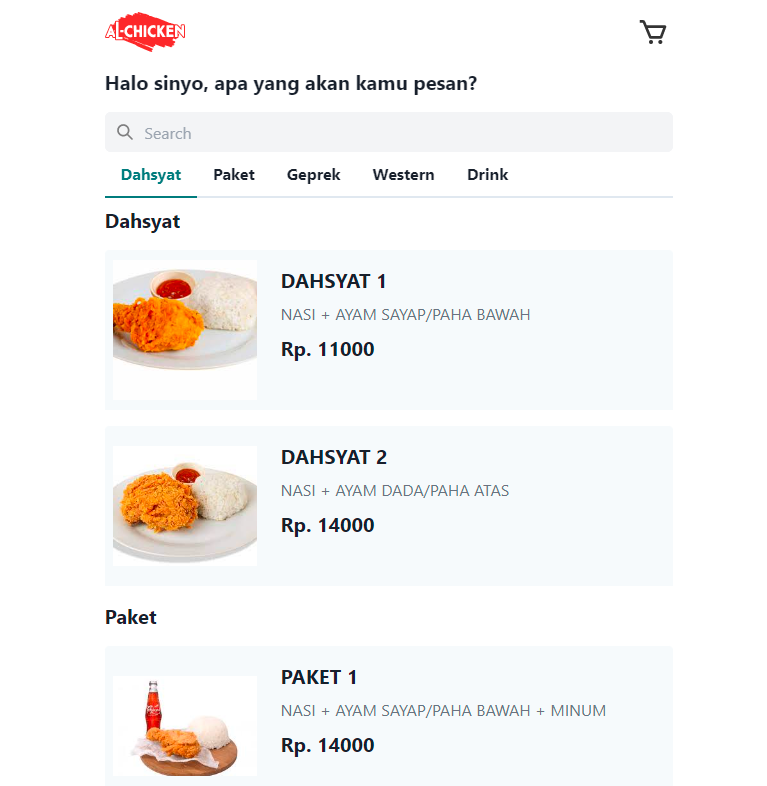 AL-CHICKEN
Halo sinyo, apa yang akan kamu pesan?
Search
Dahsyat Paket Geprek Western Drink
Dahsyat
DAHSYAT 1
NASI + AYAM SAYAP/PAHA BAWAH
Rp. 11000
DAHSYAT 2
NASI + AYAM DADA/PAHA ATAS
Rp. 14000
Paket
PAKET 1
NASI + AYAM SAYAP/PAHA BAWAH + MINUM
Rp. 14000